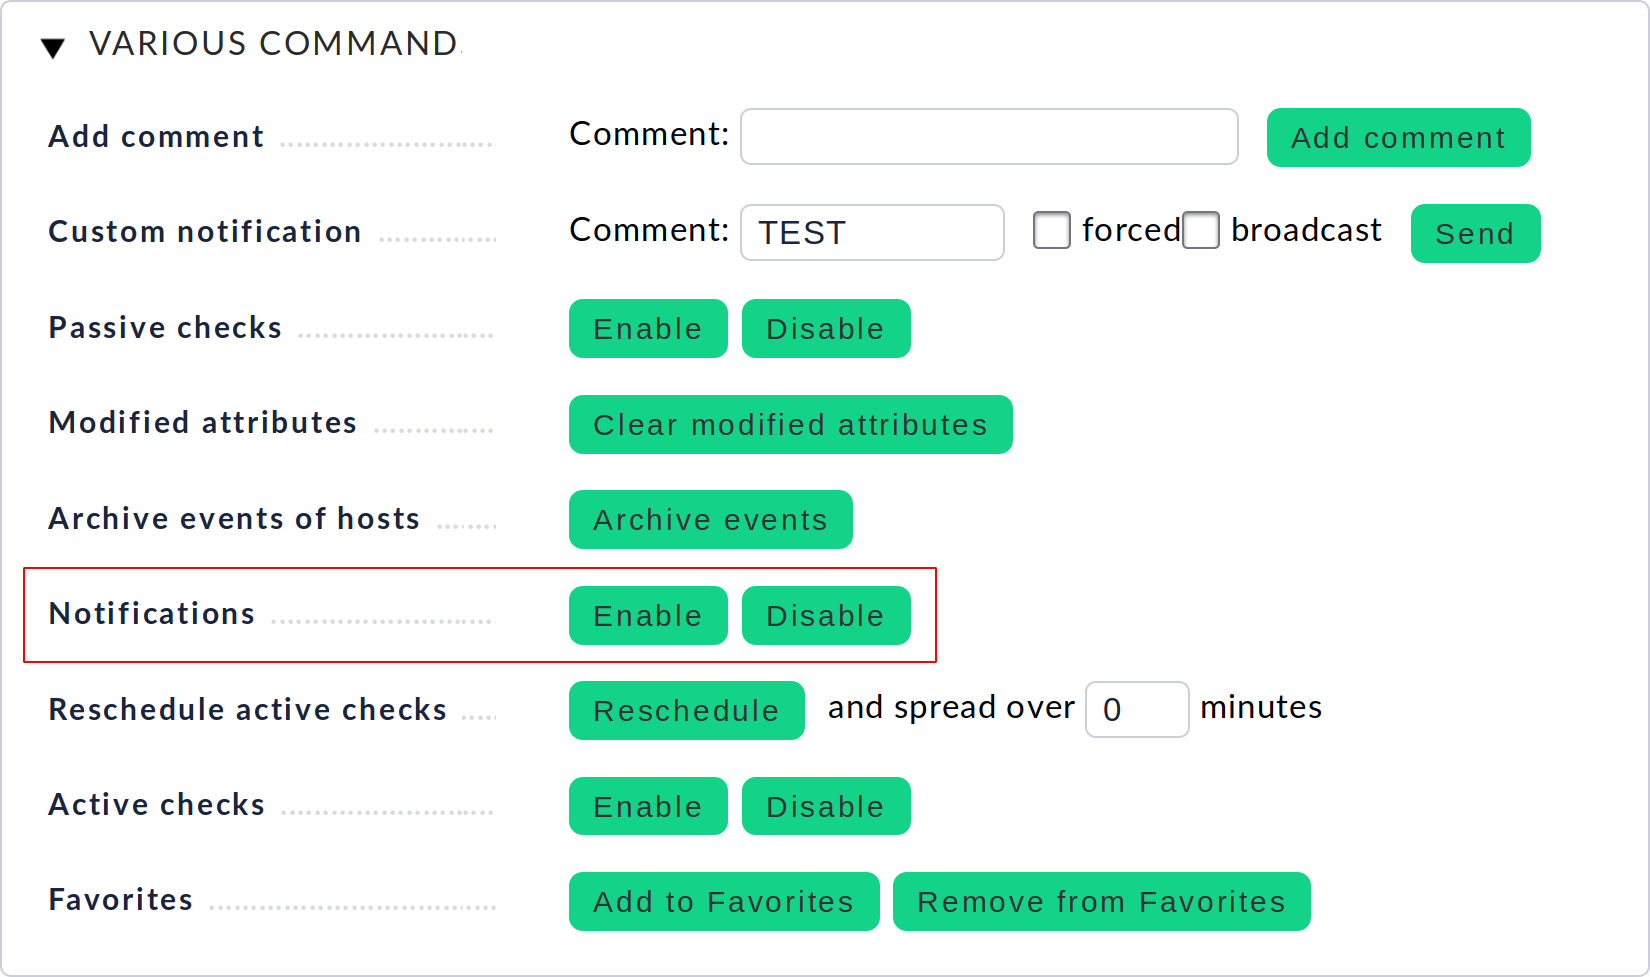 ▼ VARIOUS COMMAND
Add comment Comment: Add comment
Custom notification Comment: TEST forced broadcast Send
Passive checks Enable Disable
Modified attributes Clear modified attributes
Archive events of hosts Archive events
Notifications Enable Disable
Reschedule active checks Reschedule and spread over 0 minutes
Active checks Enable Disable
Favorites Add to Favorites Remove from Favorites